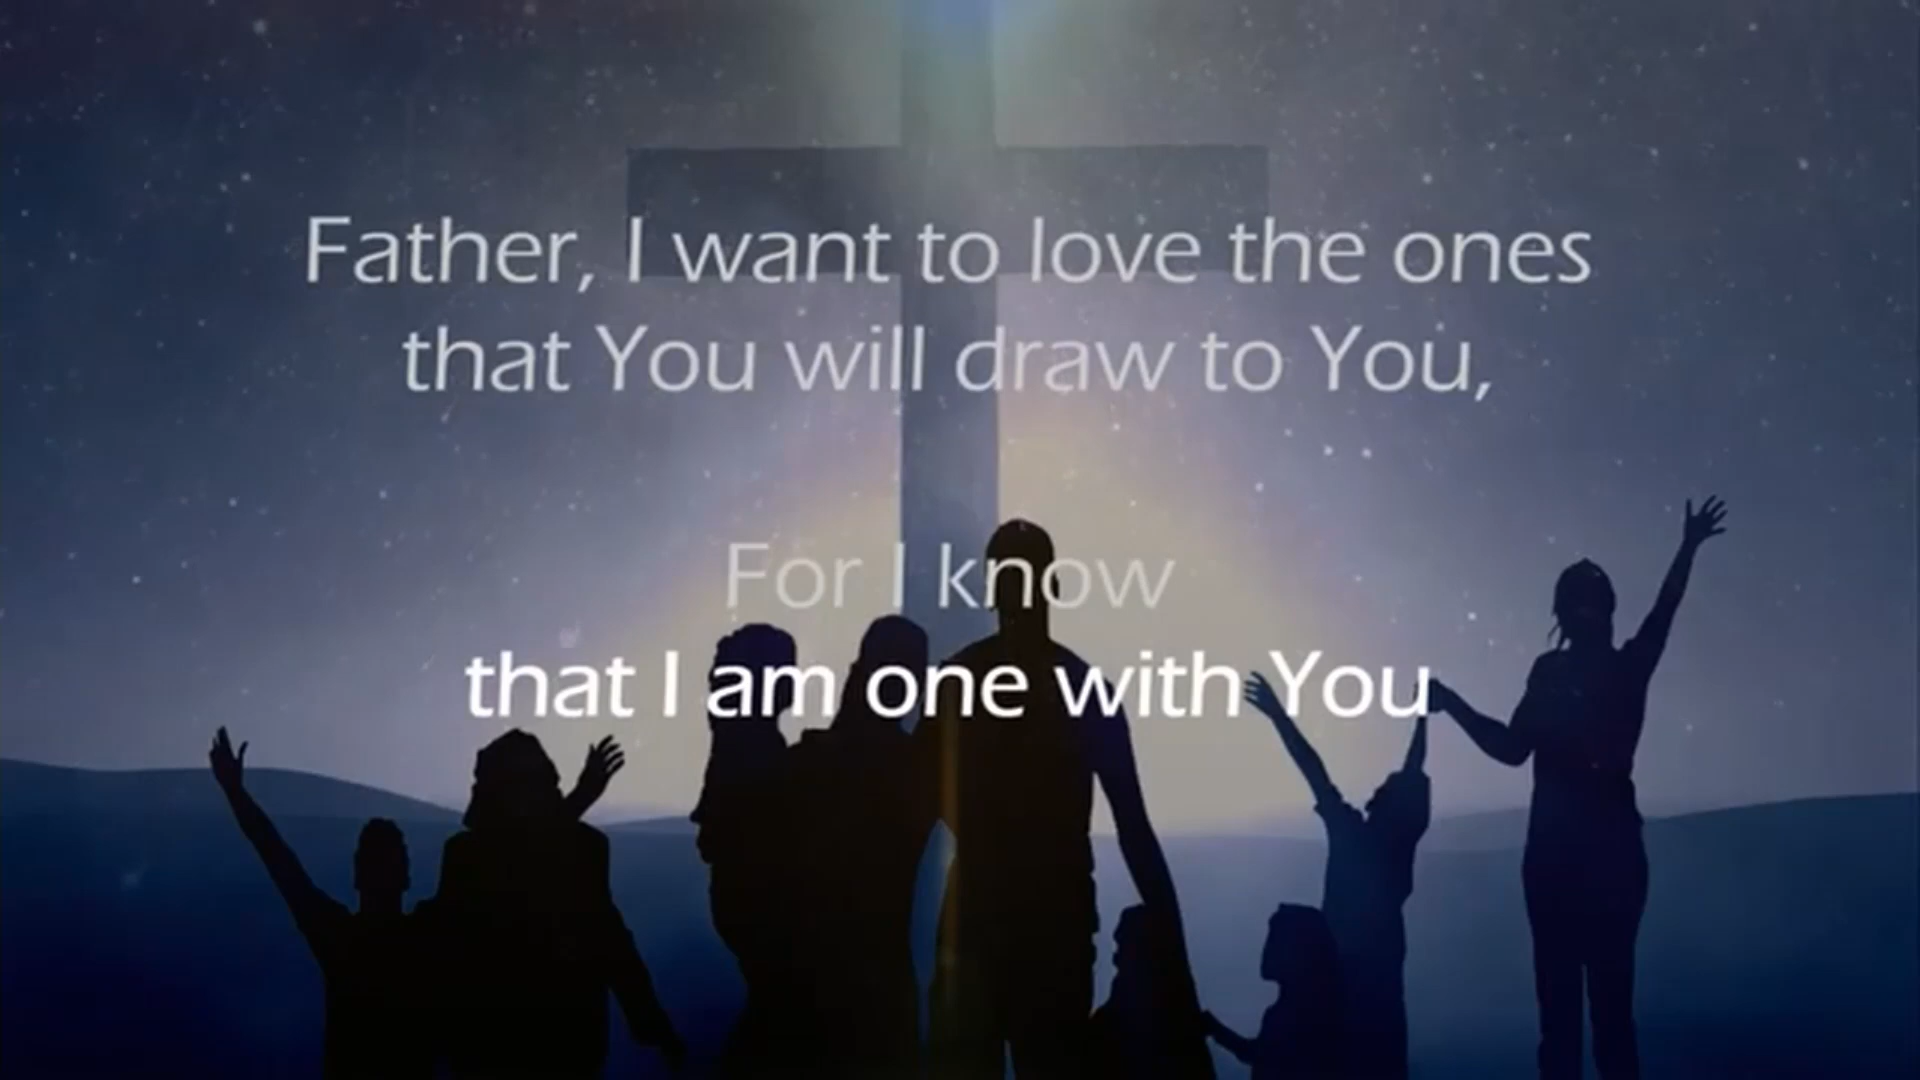 Father, I want to love the ones
that You will draw to You,
For I know
that I am one with You